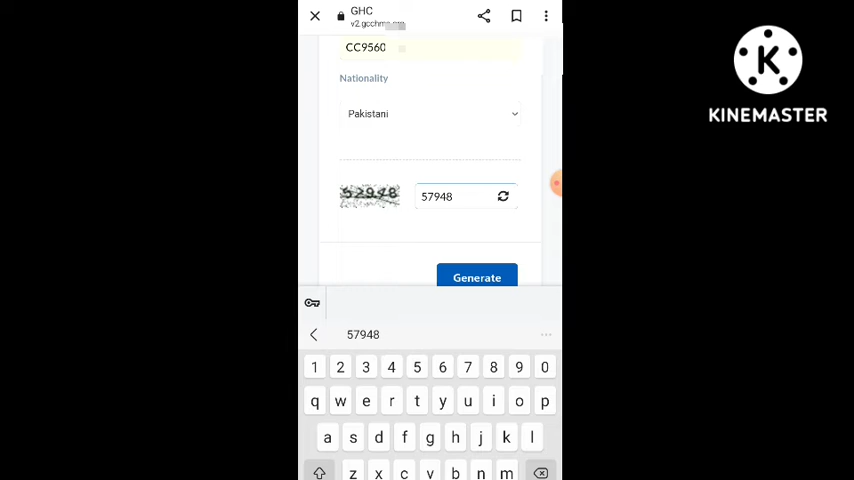 GHC
CC9560
Nationality
Pakistani
57948
Generate
57948
1 2 3 4 5 6 7 8 9 0
q w e r t y u i o p
a s d f g h j k l
z x c v b n m
KINEMASTER